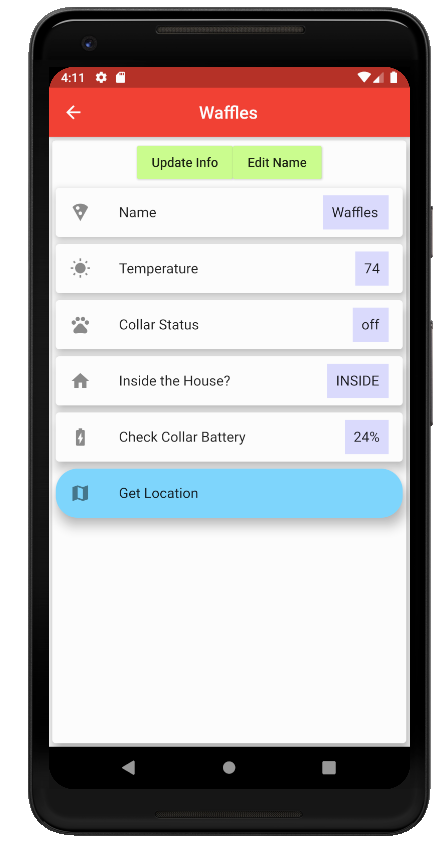 4:11
Waffles
Update Info Edit Name
Name Waffles
Temperature 74
Collar Status off
Inside the House? INSIDE
Check Collar Battery 24%
Get Location